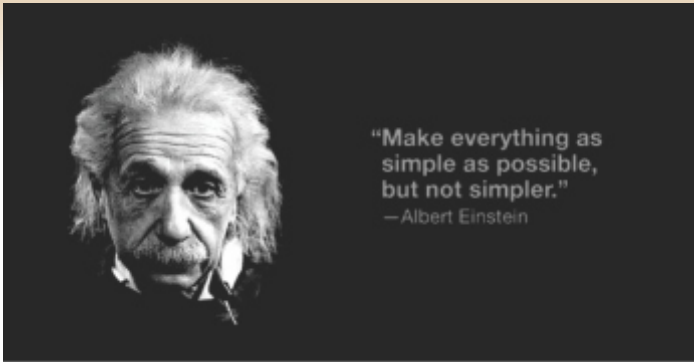 “Make everything as
simple as possible,
but not simpler.”
—Albert Einstein